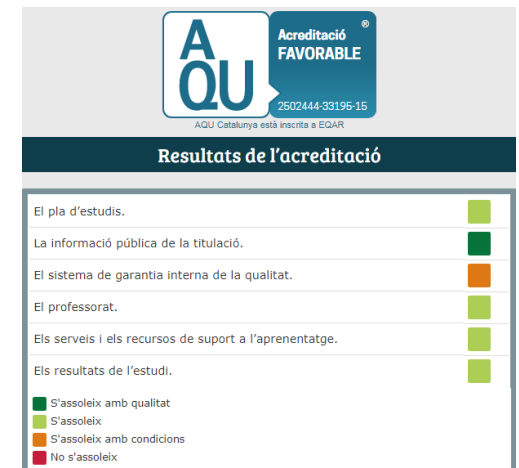 AQU
Acreditació ®
FAVORABLE
2502444-33195-15
AQU Catalunya està inscrita a EQAR
Resultats de l'acreditació
El pla d'estudis.
La informació pública de la titulació.
El sistema de garantia interna de la qualitat.
El professorat.
Els serveis i els recursos de suport a l'aprenentatge.
Els resultats de l'estudi.
S'assoleix amb qualitat
S'assoleix
S'assoleix amb condicions
No s'assoleix